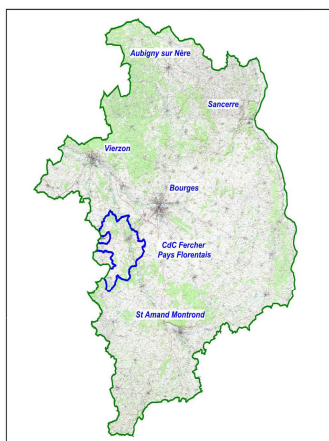 Aubigny sur Nère
Sancerre
Vierzon
Bourges
CdC Fercher
Pays Florentais
St Amand Montrond